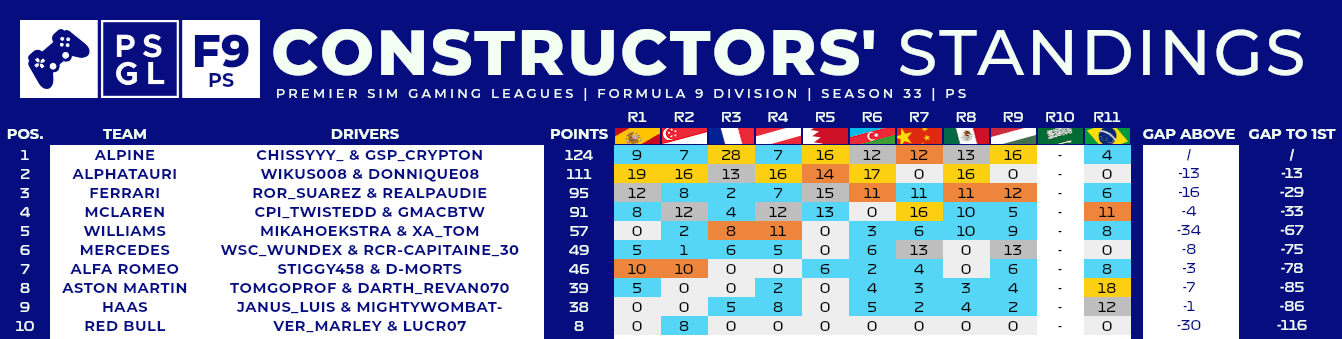 PS GL F9 PS CONSTRUCTORS' STANDINGS
PREMIER SIM GAMING LEAGUES | FORMULA 9 DIVISION | SEASON 33 | PS
R1 R2 R3 R4 R5 R6 R7 R8 R9 R10 R11
POS. TEAM DRIVERS POINTS GAP ABOVE GAP TO 1ST
1 ALPINE CHISSYYY_ & GSP_CRYPTON 124 9 7 28 7 16 12 12 13 16 - 4 / /
2 ALPHATAURI WIKUS008 & DONNIQUE08 111 19 16 13 16 14 17 0 16 0 - 0 -13 -13
3 FERRARI ROR_SUAREZ & REALPAUDIE 95 12 8 2 7 15 11 11 11 12 - 6 -16 -29
4 MCLAREN CPI_TWISTEDD & GMACBTW 91 8 12 4 12 13 0 16 10 5 - 11 -4 -33
5 WILLIAMS MIKAHOEKSTRA & XA_TOM 57 0 2 8 11 0 3 6 10 9 - 8 -34 -67
6 MERCEDES WSC_WUNDEX & RCR-CAPITAINE_30 49 5 1 6 5 0 6 13 0 13 - 0 -8 -75
7 ALFA ROMEO STIGGY458 & D-MORTS 46 10 10 0 0 6 2 4 0 6 - 8 -3 -78
8 ASTON MARTIN TOMGOPROF & DARTH_REVAN070 39 5 0 0 2 0 4 3 3 4 - 18 -7 -85
9 HAAS JANUS_LUIS & MIGHTYWOMBAT- 38 0 0 5 8 0 5 2 4 2 - 12 -1 -86
10 RED BULL VER_MARLEY & LUCR07 8 0 8 0 0 0 0 0 0 0 - 0 -30 -116